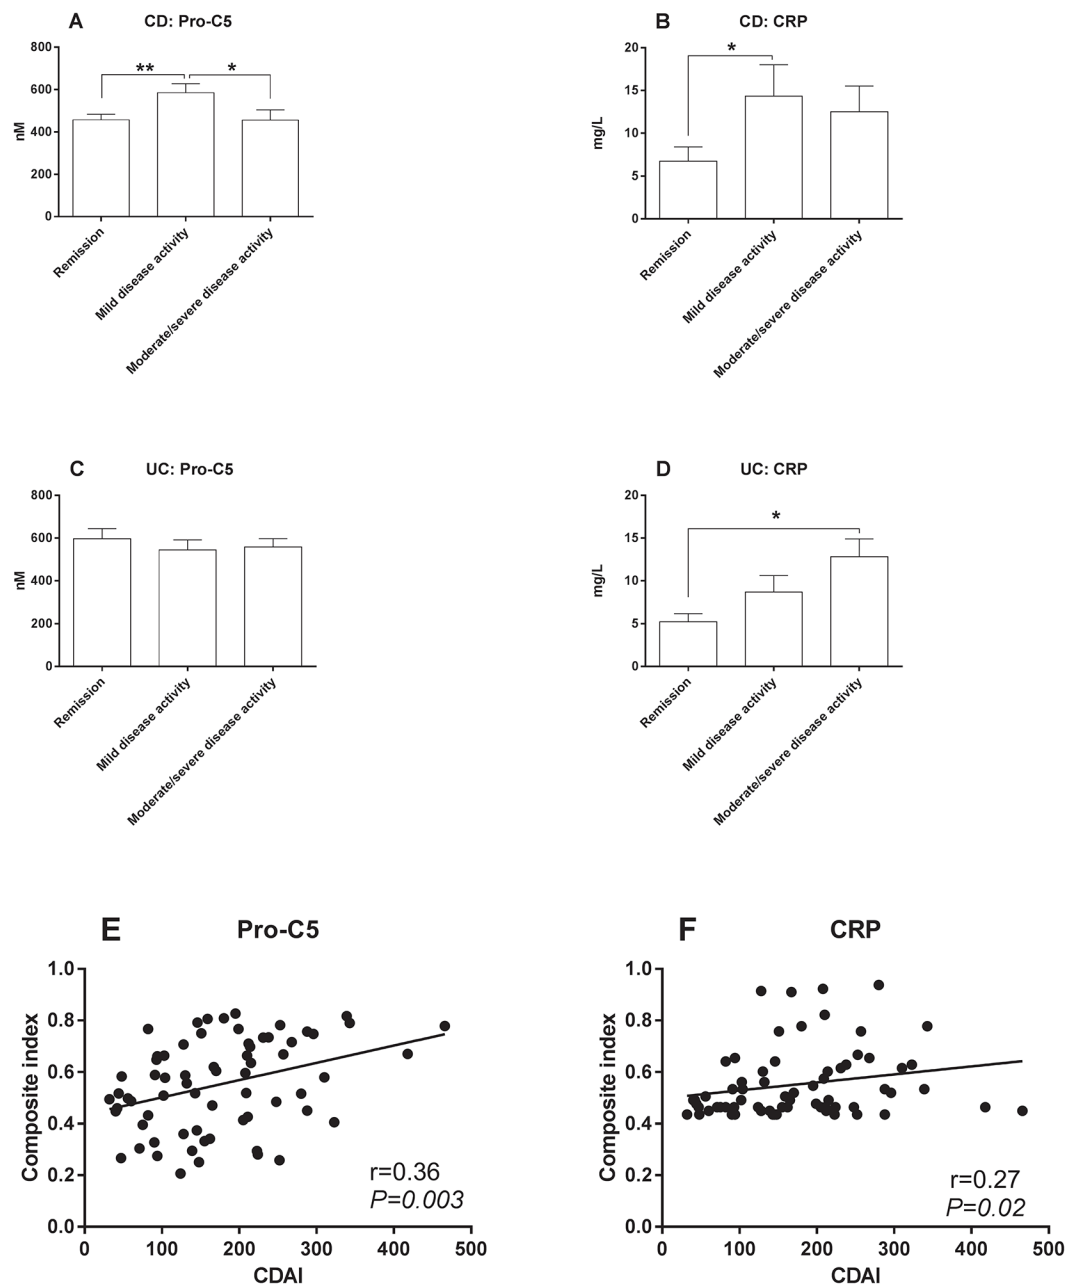 A
CD: Pro-C5
800
600
400
200
0
nM
**
*
Remission
Mild disease activity
Moderate/severe disease activity
B
CD: CRP
20
15
10
5
0
mg/L
*
Remission
Mild disease activity
Moderate/severe disease activity
C
UC: Pro-C5
800
600
400
200
0
nM
Remission
Mild disease activity
Moderate/severe disease activity
D
UC: CRP
20
15
10
5
0
mg/L
*
Remission
Mild disease activity
Moderate/severe disease activity
E
Pro-C5
1.0
0.8
0.6
0.4
0.2
0.0
Composite index
r=0.36
P=0.003
0 100 200 300 400 500
CDAI
F
CRP
1.0
0.8
0.6
0.4
0.2
0.0
Composite index
r=0.27
P=0.02
0 100 200 300 400 500
CDAI